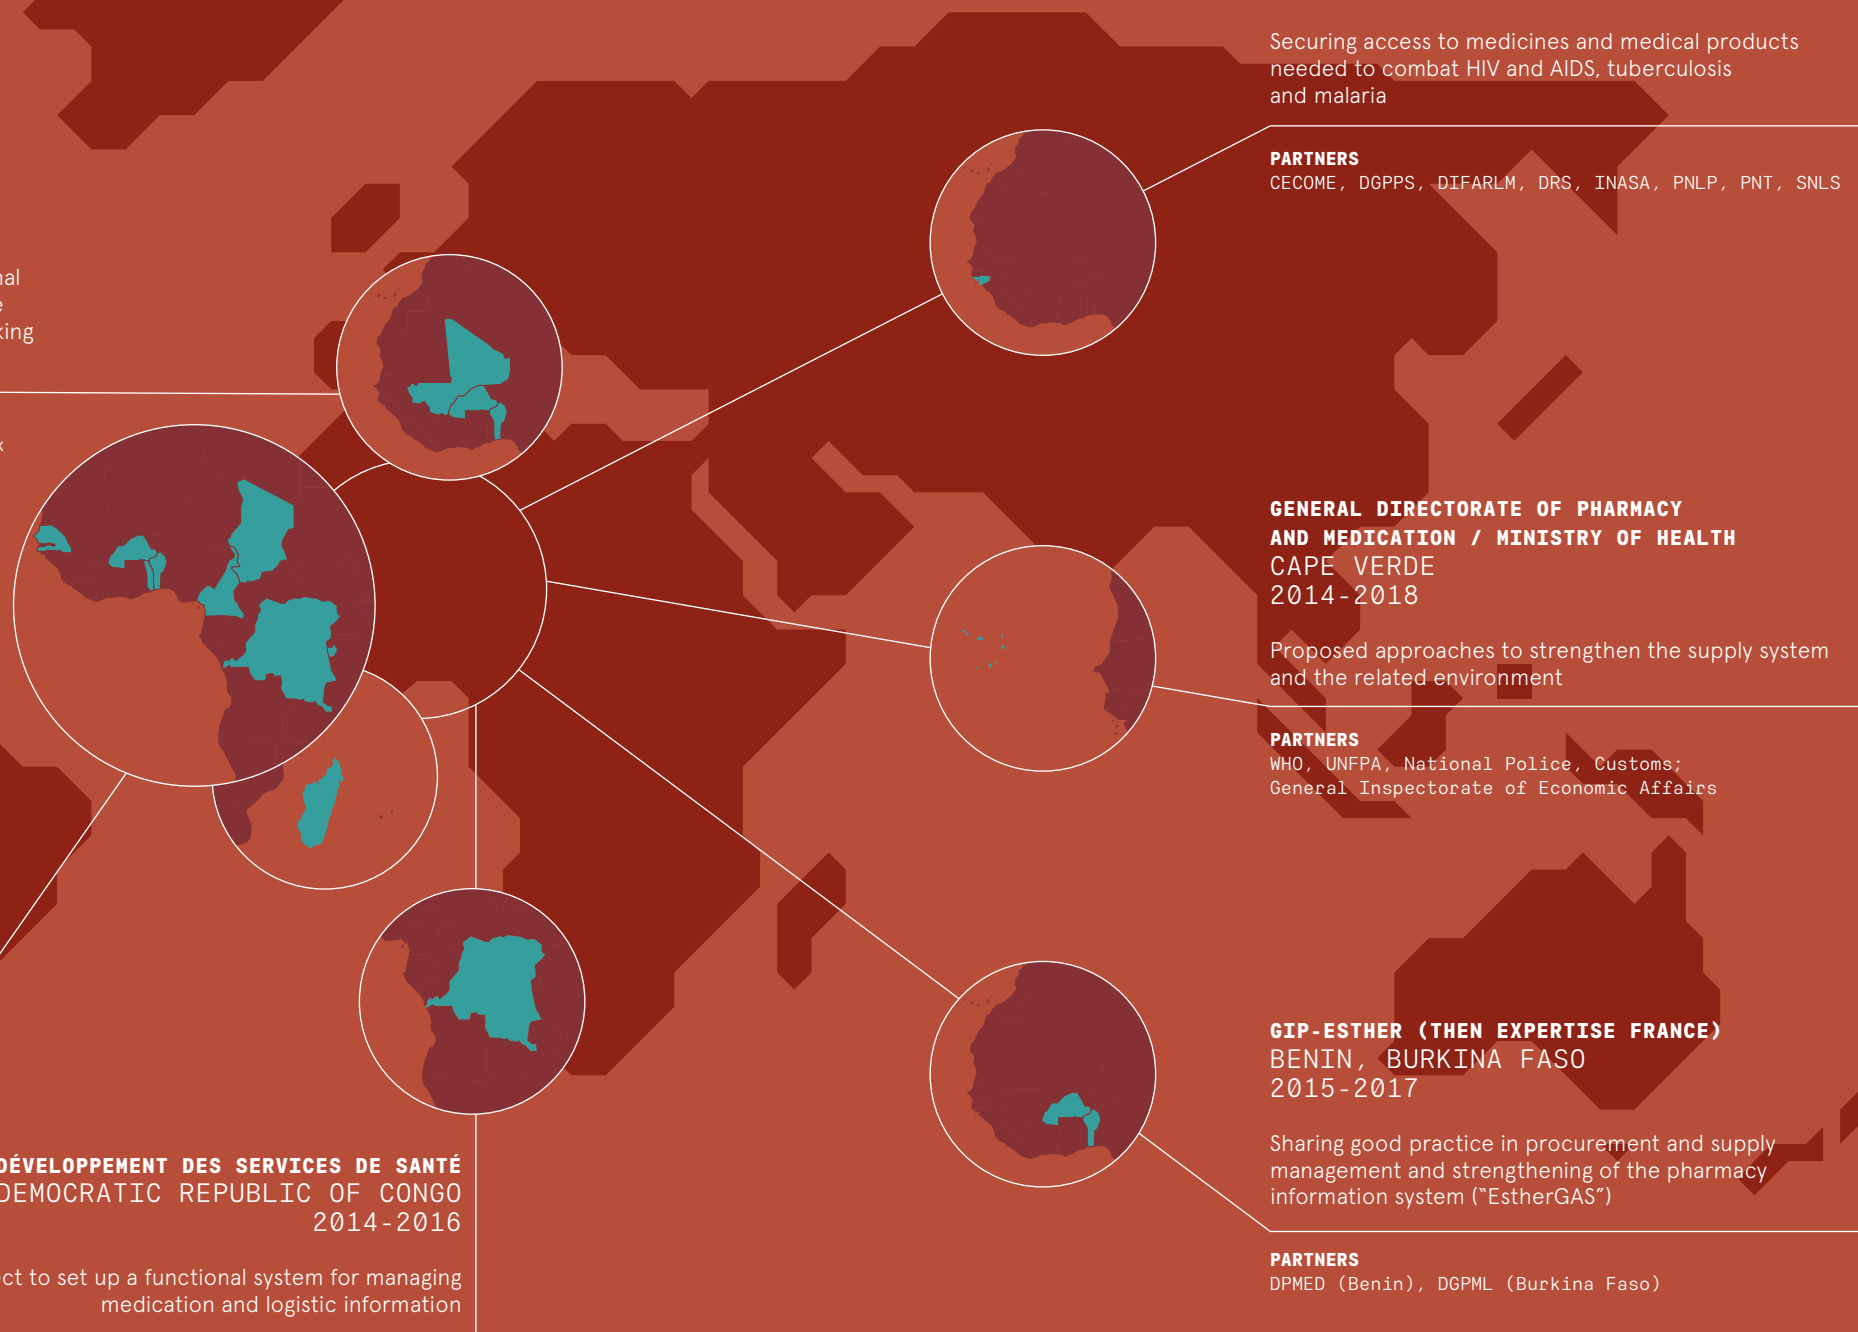 Securing access to medicines and medical products
needed to combat HIV and AIDS, tuberculosis
and malaria
PARTNERS
CECOME, DGPPS, DIFARLM, DRS, INASA, PNLP, PNT, SNLS
king
GENERAL DIRECTORATE OF PHARMACY
AND MEDICATION / MINISTRY OF HEALTH
CAPE VERDE
2014-2018
Proposed approaches to strengthen the supply system
and the related environment
PARTNERS
WHO, UNFPA, National Police, Customs;
General Inspectorate of Economic Affairs
GIP-ESTHER (THEN EXPERTISE FRANCE)
BENIN, BURKINA FASO
2015-2017
Sharing good practice in procurement and supply
management and strengthening of the pharmacy
information system (“EstherGAS”)
PARTNERS
DPMED (Benin), DGPML (Burkina Faso)
DÉVELOPPEMENT DES SERVICES DE SANTÉ
DEMOCRATIC REPUBLIC OF CONGO
2014-2016
ct to set up a functional system for managing
medication and logistic information